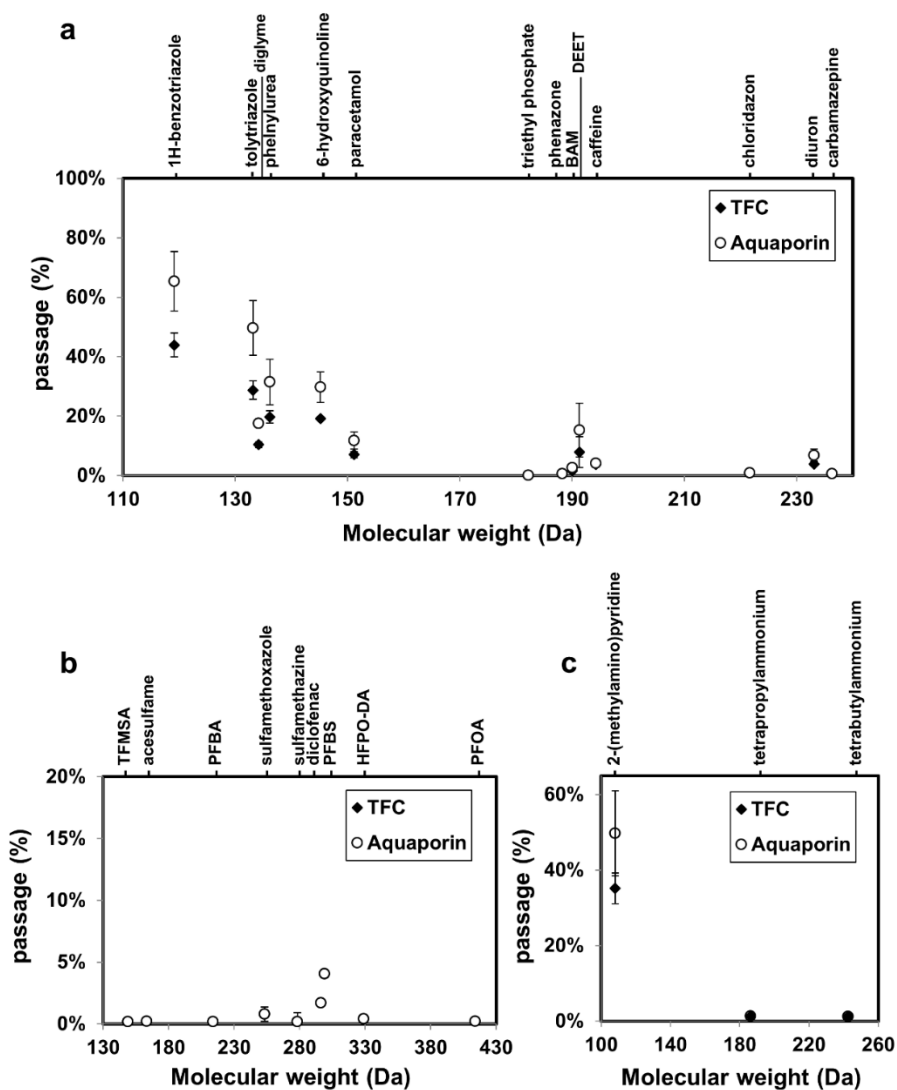 a
1H-benzotriazole
tolytriazole
diglyme
phelnylurea
6-hydroxyquinoline
paracetamol
triethyl phosphate
phenazone
BAM
DEET
caffeine
chloridazon
diuron
carbamazepine
100%
80%
60%
40%
20%
0%
passage (%)
TFC
Aquaporin
110 130 150 170 190 210 230
Molecular weight (Da)
b
TFMSA
acesulfame
PFBA
sulfamethoxazole
sulfamethazine
diclofenac
PFBS
HFPO-DA
PFOA
20%
15%
10%
5%
0%
passage (%)
TFC
Aquaporin
130 180 230 280 330 380 430
Molecular weight (Da)
c
2-(methylamino)pyridine
tetrapropylammonium
tetrabutylammonium
60%
40%
20%
0%
passage (%)
TFC
Aquaporin
100 140 180 220 260
Molecular weight (Da)